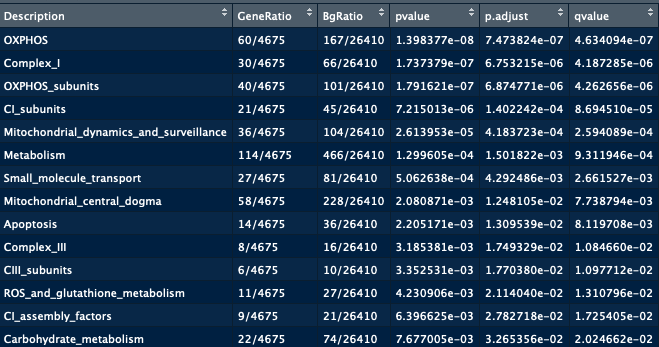 Description GeneRatio BgRatio pvalue p.adjust qvalue
OXPHOS 60/4675 167/26410 1.398377e-08 7.473824e-07 4.634094e-07
Complex_I 30/4675 66/26410 1.737379e-07 6.753215e-06 4.187285e-06
OXPHOS_subunits 40/4675 101/26410 1.791621e-07 6.874771e-06 4.262656e-06
CI_subunits 21/4675 45/26410 7.215013e-06 1.402242e-04 8.694510e-05
Mitochondrial_dynamics_and_surveillance 36/4675 104/26410 2.613953e-05 4.183723e-04 2.594089e-04
Metabolism 114/4675 466/26410 1.299605e-04 1.501822e-03 9.311946e-04
Small_molecule_transport 27/4675 81/26410 5.062638e-04 4.292486e-03 2.661527e-03
Mitochondrial_central_dogma 58/4675 228/26410 2.080871e-03 1.248105e-02 7.738794e-03
Apoptosis 14/4675 36/26410 2.205171e-03 1.309539e-02 8.119708e-03
Complex_III 8/4675 16/26410 3.185381e-03 1.749329e-02 1.084660e-02
CIII_subunits 6/4675 10/26410 3.352531e-03 1.770380e-02 1.097712e-02
ROS_and_glutathione_metabolism 11/4675 27/26410 4.230906e-03 2.114040e-02 1.310796e-02
CI_assembly_factors 9/4675 21/26410 6.396625e-03 2.782718e-02 1.725405e-02
Carbohydrate_metabolism 22/4675 74/26410 7.677005e-03 3.265356e-02 2.024662e-02